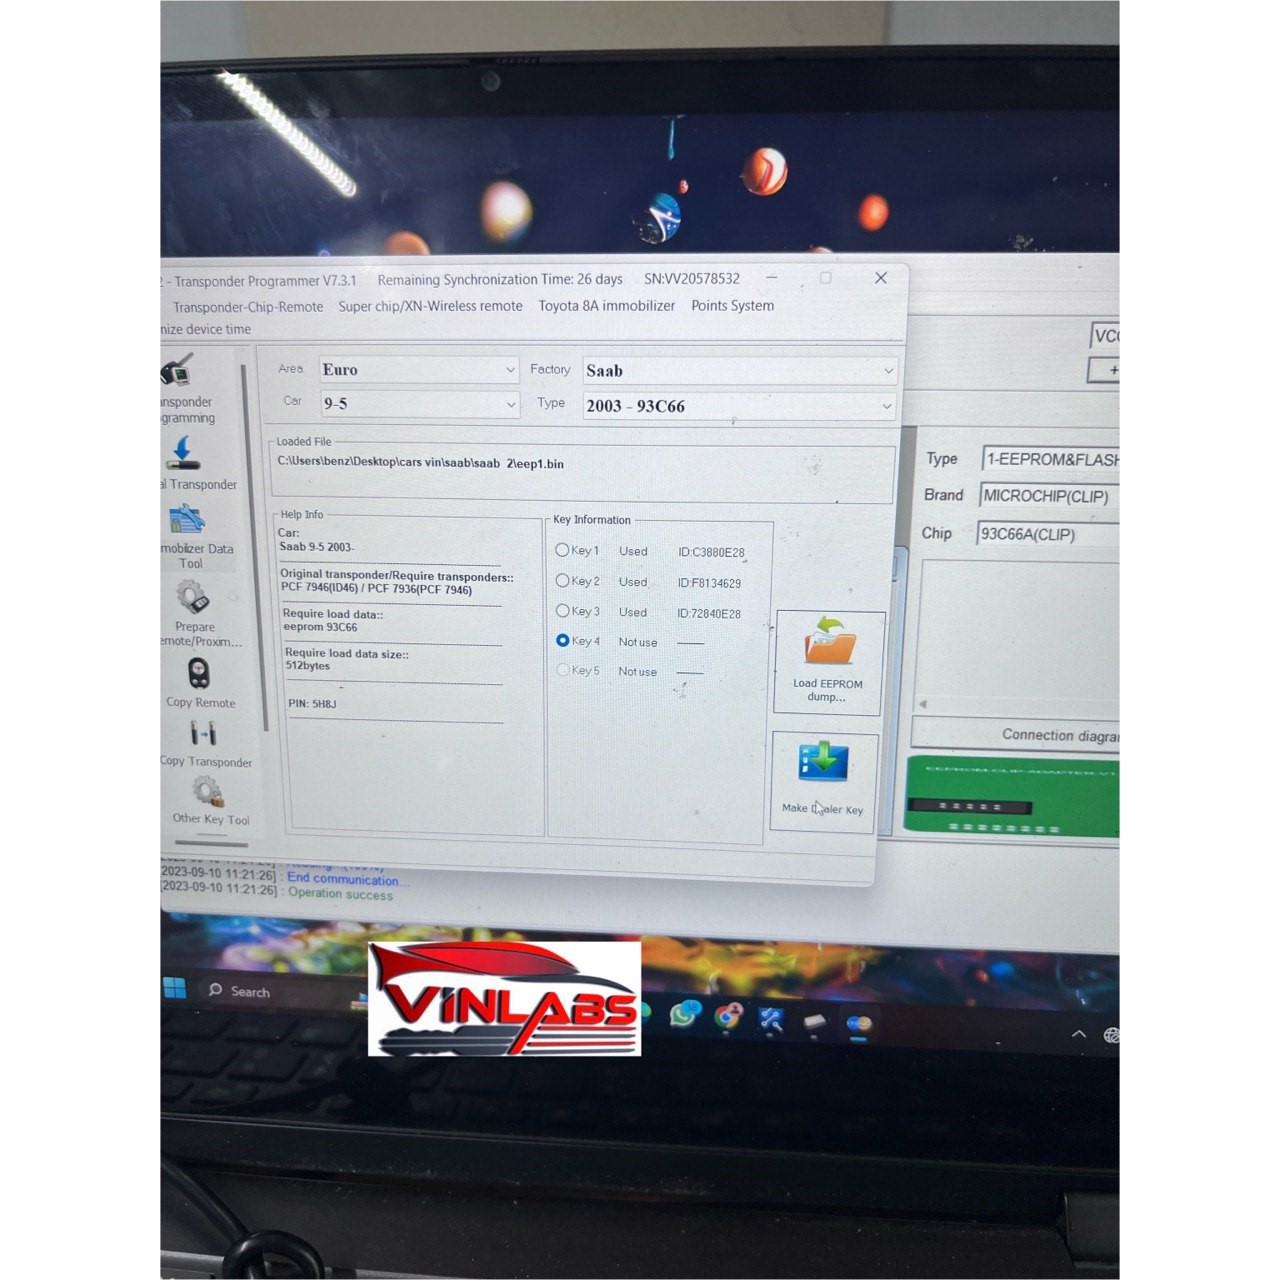 - Transponder Programmer V7.3.1 Remaining Synchronization Time: 26 days SN:VV20578532
Transponder-Chip-Remote Super chip/XN-Wireless remote Toyota 8A immobilizer Points System
nize device time
Area Euro Factory Saab
Car 9-5 Type 2003 - 93C66
Loaded File
C:\Users\benz\Desktop\cars vin\saab\saab 2\eep1.bin
nsponder
gramming
al Transponder
mobilizer Data
Tool
Prepare
emote/Proxim...
Copy Remote
Copy Transponder
Other Key Tool
Help Info
Car:
Saab 9-5 2003-
Original transponder/Require transponders::
PCF 7946(ID46) / PCF 7936(PCF 7946)
Require load data::
eeprom 93C66
Require load data size::
512bytes
PIN: 5H8J
Key Information
Key 1 Used ID:C3880E28
Key 2 Used ID:F8134629
Key 3 Used ID:72840E28
Key 4 Not use
Key 5 Not use
Load EEPROM
dump...
Make Dealer Key
VCC
+
Type 1-EEPROM&FLASH
Brand MICROCHIP(CLIP)
Chip 93C66A(CLIP)
Connection diagra
EEPROM-CLIP-ADAPTER-V1
[2023-09-10 11:21:26] : End communication...
[2023-09-10 11:21:26] : Operation success
ViNLABS
Search